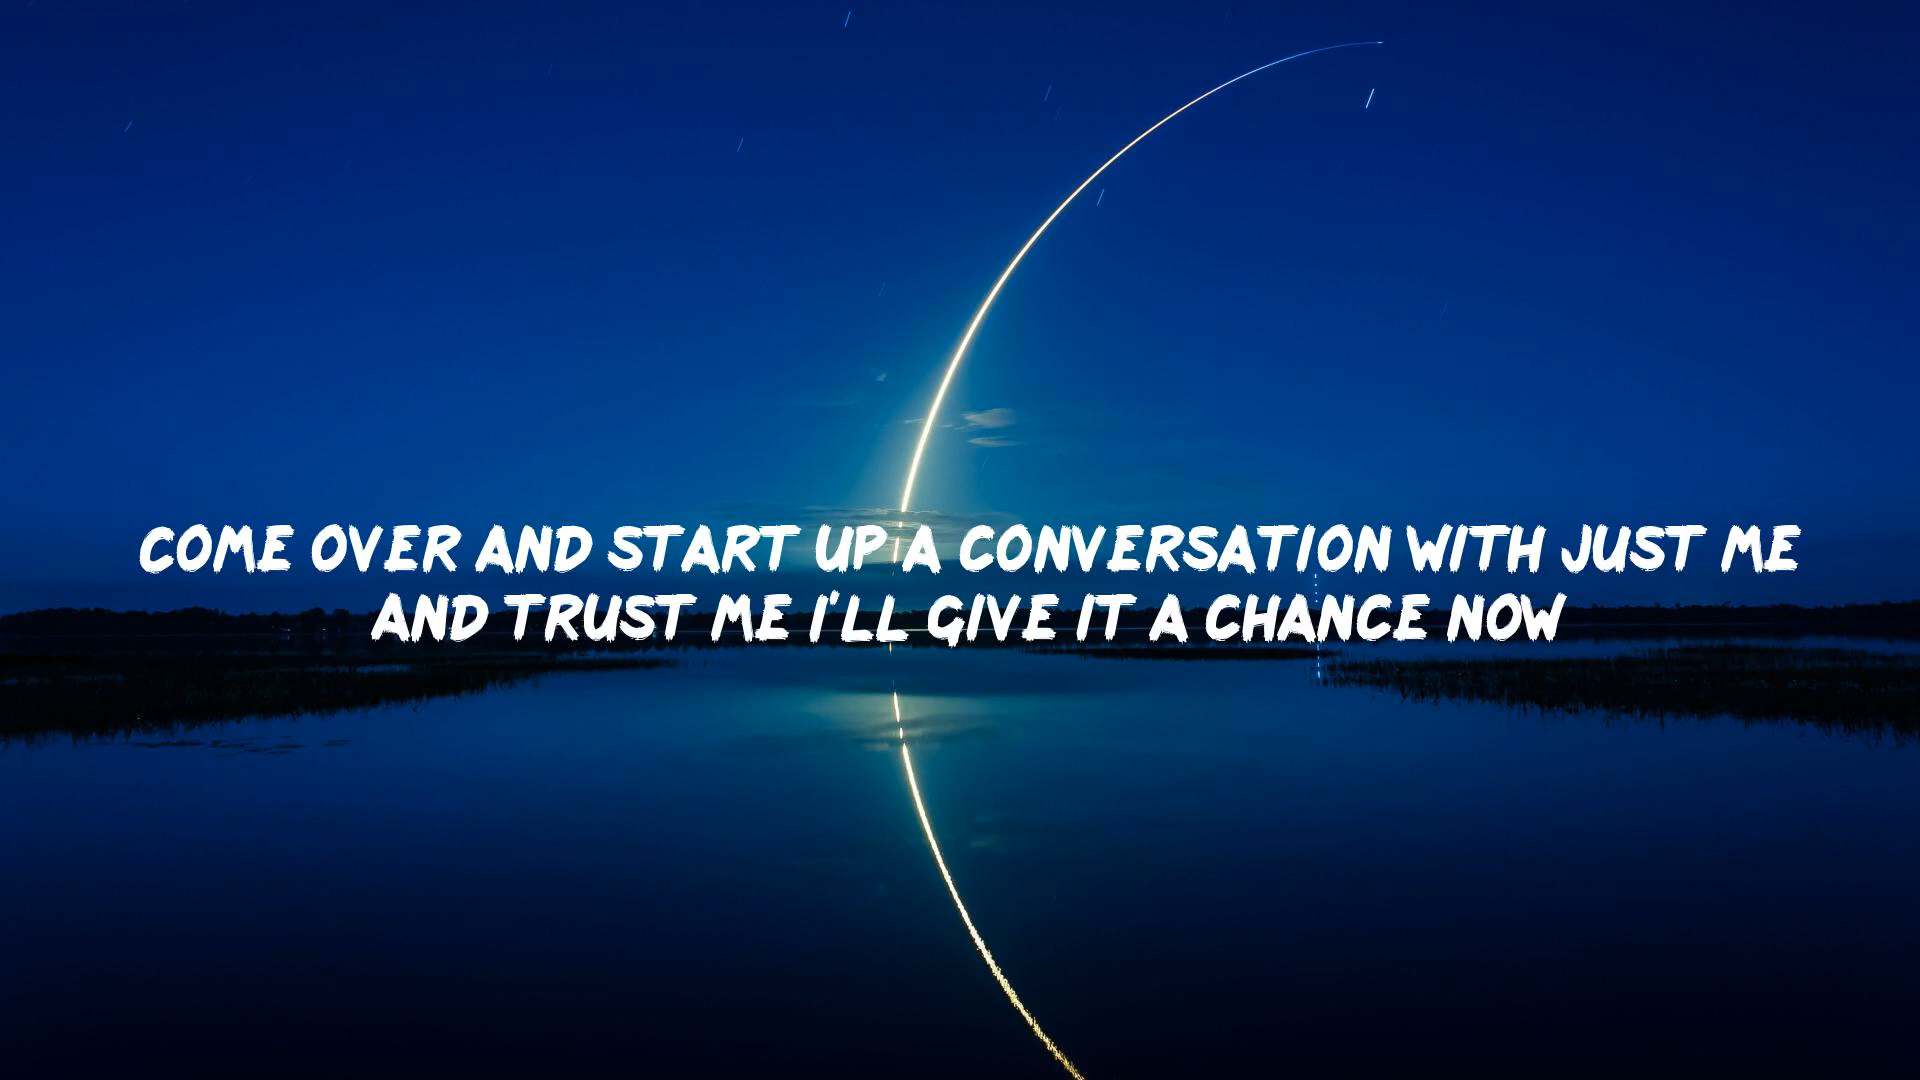 COME OVER AND START UP A CONVERSATION WITH JUST ME
AND TRUST ME I'LL GIVE IT A CHANCE NOW